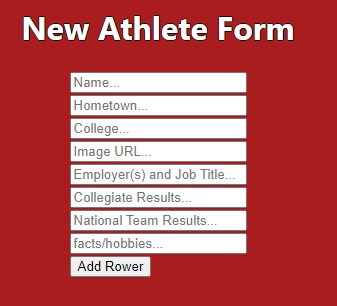 New Athlete Form
Name...
Hometown...
College...
Image URL...
Employer(s) and Job Title...
Collegiate Results...
National Team Results...
facts/hobbies...
Add Rower